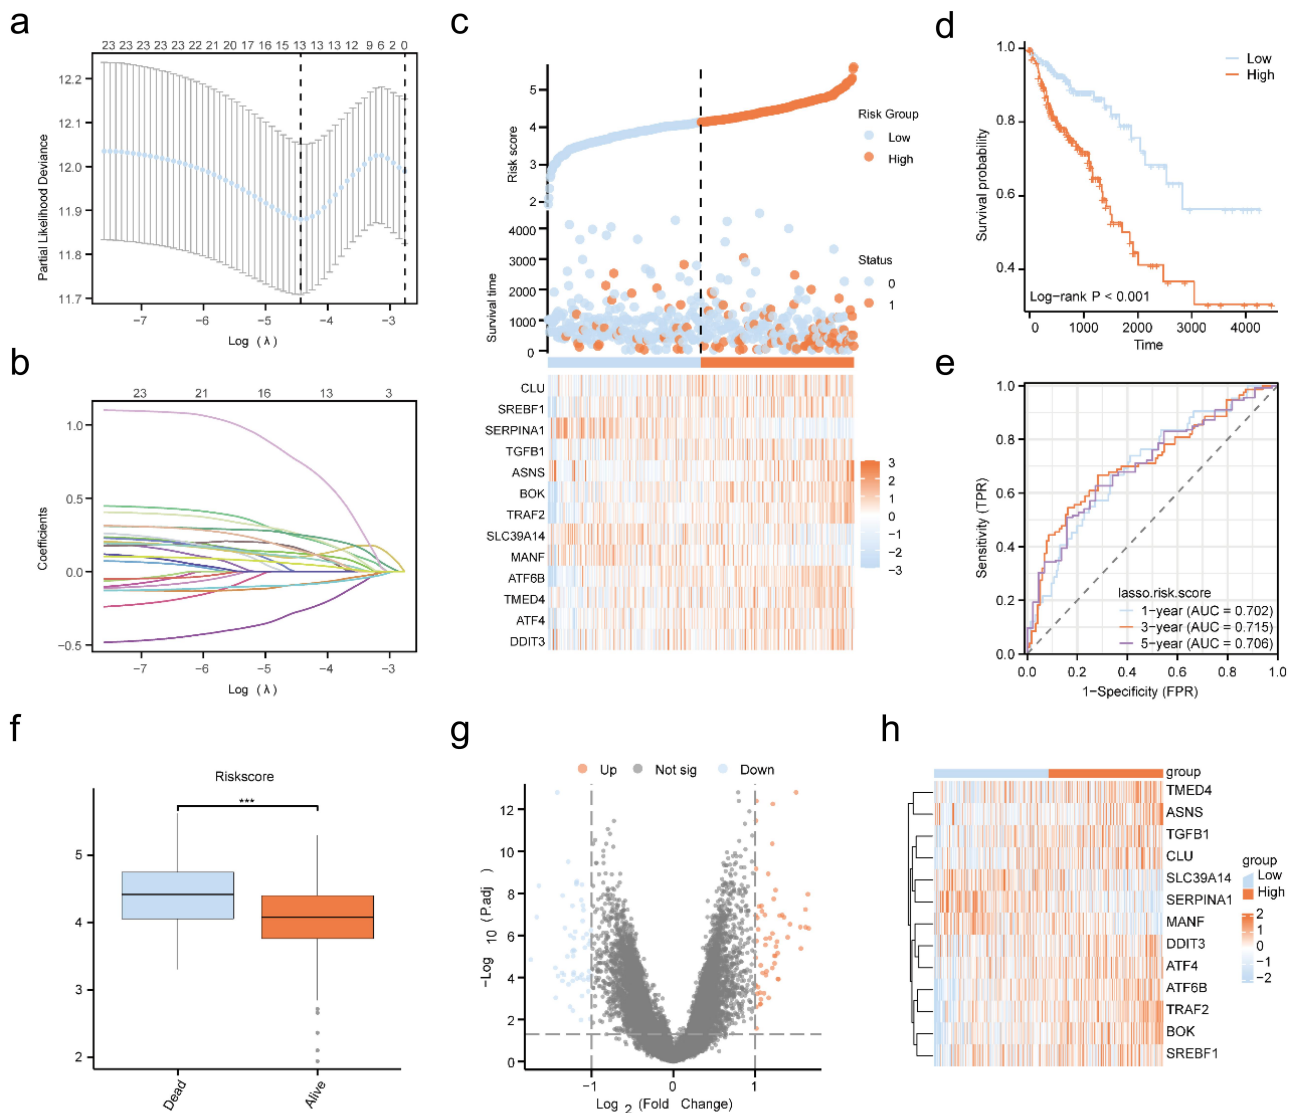 a
23 23 23 23 23 22 21 20 17 16 15 13 13 13 12 9 6 2 0
Partial Likelihood Deviance
12.2
12.1
12.0
11.9
11.8
11.7
−7 −6 −5 −4 −3
Log (λ)
b
23 21 16 13 3
Coefficients
1.0
0.5
0.0
−0.5
−7 −6 −5 −4 −3
Log (λ)
c
Risk score
5
4
3
2
Risk Group
Low
High
Survival time
4000
3000
2000
1000
0
Status
0
1
CLU
SREBF1
SERPINA1
TGFB1
ASNS
BOK
TRAF2
SLC39A14
MANF
ATF6B
TMED4
ATF4
DDIT3
3
2
1
0
−1
−2
−3
d
Survival probability
1.0
0.8
0.6
0.4
Low
High
Log−rank P < 0.001
0 1000 2000 3000 4000
Time
e
Sensitivity (TPR)
1.0
0.8
0.6
0.4
0.2
0.0
lasso.risk.score
1−year (AUC = 0.702)
3−year (AUC = 0.715)
5−year (AUC = 0.706)
0.0 0.2 0.4 0.6 0.8 1.0
1−Specificity (FPR)
f
Riskscore
***
5
4
3
2
Dead Alive
g
Up Not sig Down
−Log 10 (P.adj )
12
10
8
6
4
2
0
−1 0 1
Log 2 (Fold Change)
h
group
TMED4
ASNS
TGFB1
CLU
SLC39A14
SERPINA1
MANF
DDIT3
ATF4
ATF6B
TRAF2
BOK
SREBF1
group
Low
High
2
1
0
−1
−2